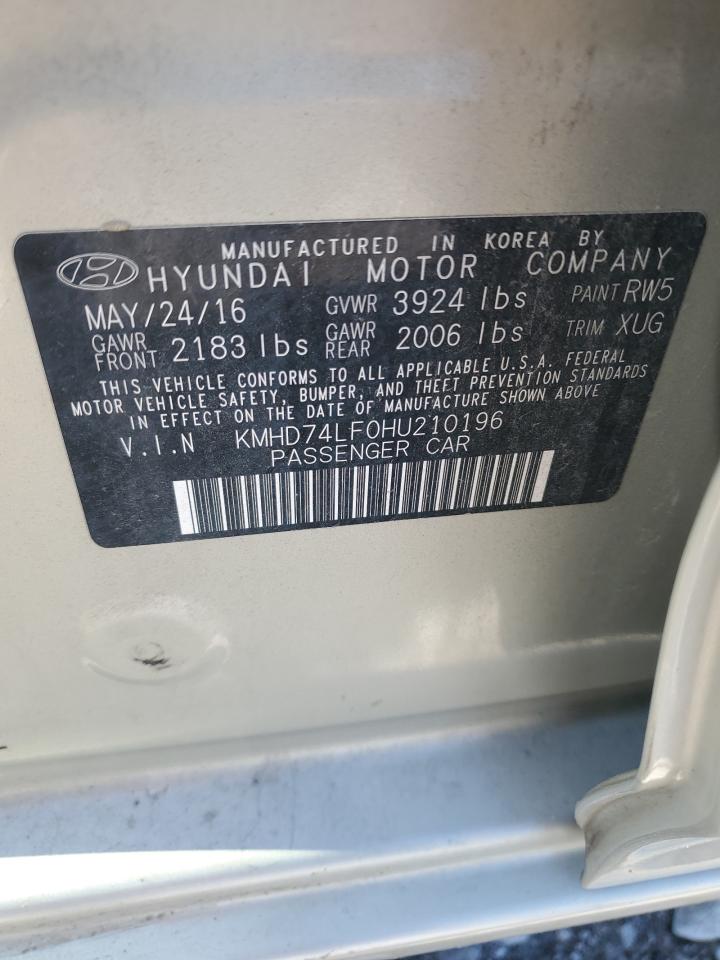 MANUFACTURED IN KOREA BY
HYUNDAI MOTOR COMPANY
MAY/24/16 GVWR 3924 lbs PAINT RW5
GAWR FRONT 2183 lbs GAWR REAR 2006 lbs TRIM XUG
THIS VEHICLE CONFORMS TO ALL APPLICABLE U.S.A. FEDERAL
MOTOR VEHICLE SAFETY, BUMPER, AND THEFT PREVENTION STANDARDS
IN EFFECT ON THE DATE OF MANUFACTURE SHOWN ABOVE
V.I.N KMHD74LF0HU210196
PASSENGER CAR